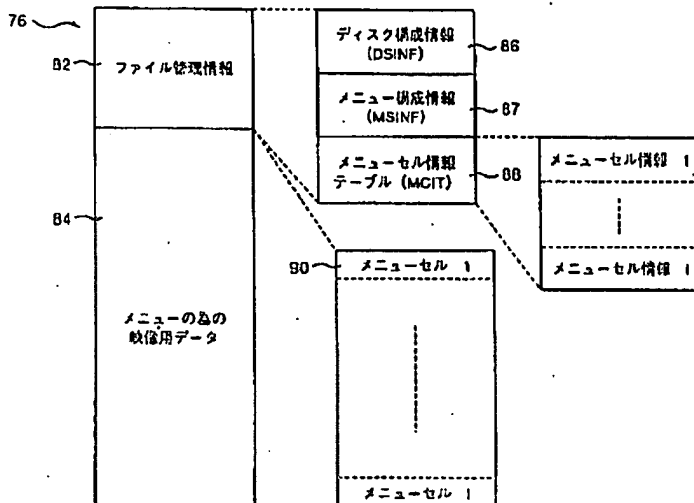 76
82
ファイル管理情報
ディスク構成情報
(DSINF)
86
メニュー構成情報
(MSINF)
87
メニューセル情報
テーブル (MCIT)
88
メニューセル情報 1
メニューセル情報 1
84
メニューの為の
映像用データ
90
メニューセル 1
メニューセル 1